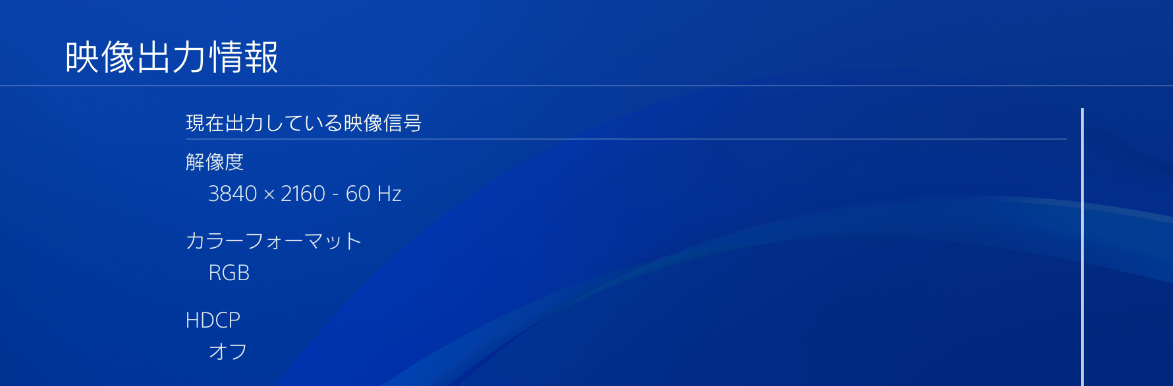 映像出力情報
現在出力している映像信号
解像度
3840 × 2160 - 60 Hz
カラーフォーマット
RGB
HDCP
オフ